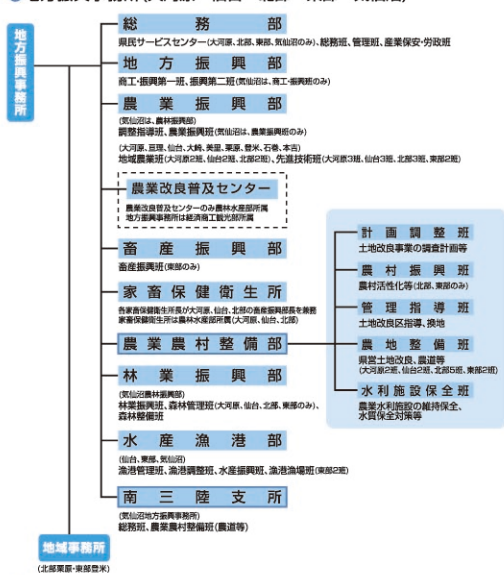 地方振興事務所
総務部
県民サービスセンター(大河原、北部、東部、気仙沼のみ)、総務班、管理班、産業保安・労政班
地方振興部
商工・振興第一班、振興第二班(気仙沼は、商工・振興班のみ)
農業振興部
(気仙沼は、農林振興部)
調整指導班、農業振興班(気仙沼は、農業振興班のみ)
(大河原、亘理、仙台、大崎、美里、栗原、登米、石巻、本吉)
地域農業班(大河原2班、仙台2班、北部2班)、先進技術班(大河原3班、仙台3班、北部3班、東部2班)
農業改良普及センター
農業改良普及センターのみ農林水産部所属
地方振興事務所は経済商工観光部所属
畜産振興部
畜産振興班(東部のみ)
家畜保健衛生所
各家畜保健衛生所長が大河原、仙台、北部の畜産振興部長を兼務
家畜保健衛生所は農林水産部所属(大河原、仙台、北部)
農業農村整備部
林業振興部
(気仙沼農林振興部)
林業振興班、森林管理班(大河原、仙台、北部、東部のみ)、
森林整備班
水産漁港部
(仙台、東部、気仙沼)
漁港管理班、漁港調整班、水産振興班、漁港漁場班(東部2班)
南三陸支所
(気仙沼地方振興事務所)
総務班、農業農村整備班(農道等)
地域事務所
(北部栗原・東部登米)
計画調整班
土地改良事業の調査計画等
農村振興班
農村活性化等(北部、東部のみ)
管理指導班
土地改良区指導、換地
農地整備班
県営土地改良、農道等
(大河原2班、仙台2班、北部5班、東部2班)
水利施設保全班
農業水利施設の維持保全、
水質保全対策等